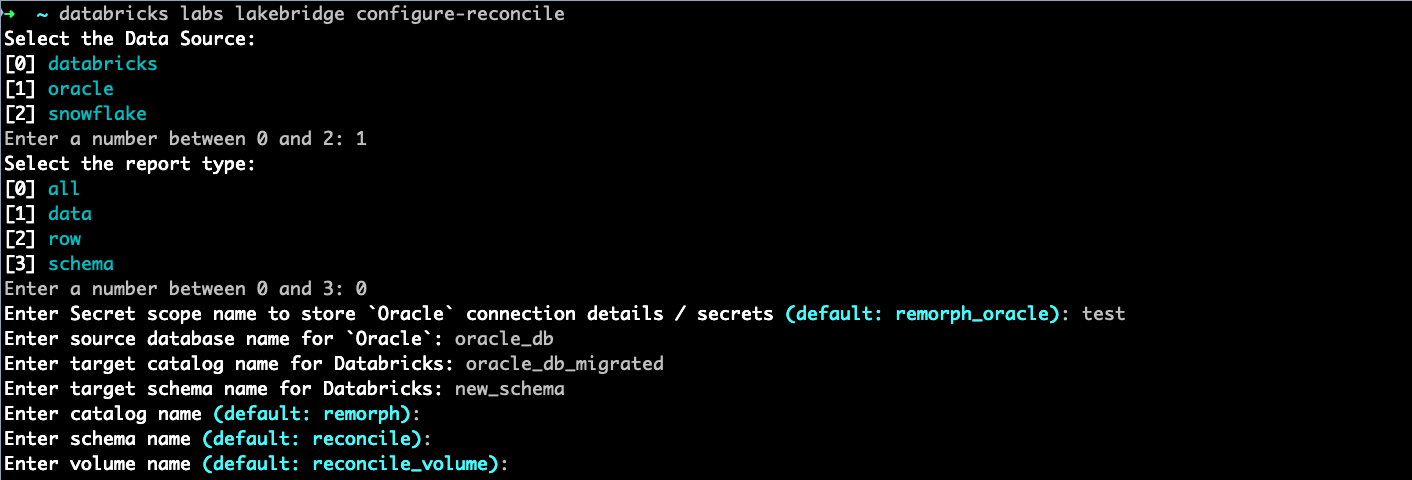 → ~ databricks labs lakebridge configure-reconcile
Select the Data Source:
[0] databricks
[1] oracle
[2] snowflake
Enter a number between 0 and 2: 1
Select the report type:
[0] all
[1] data
[2] row
[3] schema
Enter a number between 0 and 3: 0
Enter Secret scope name to store `Oracle` connection details / secrets (default: remorph_oracle): test
Enter source database name for `Oracle`: oracle_db
Enter target catalog name for Databricks: oracle_db_migrated
Enter target schema name for Databricks: new_schema
Enter catalog name (default: remorph):
Enter schema name (default: reconcile):
Enter volume name (default: reconcile_volume):